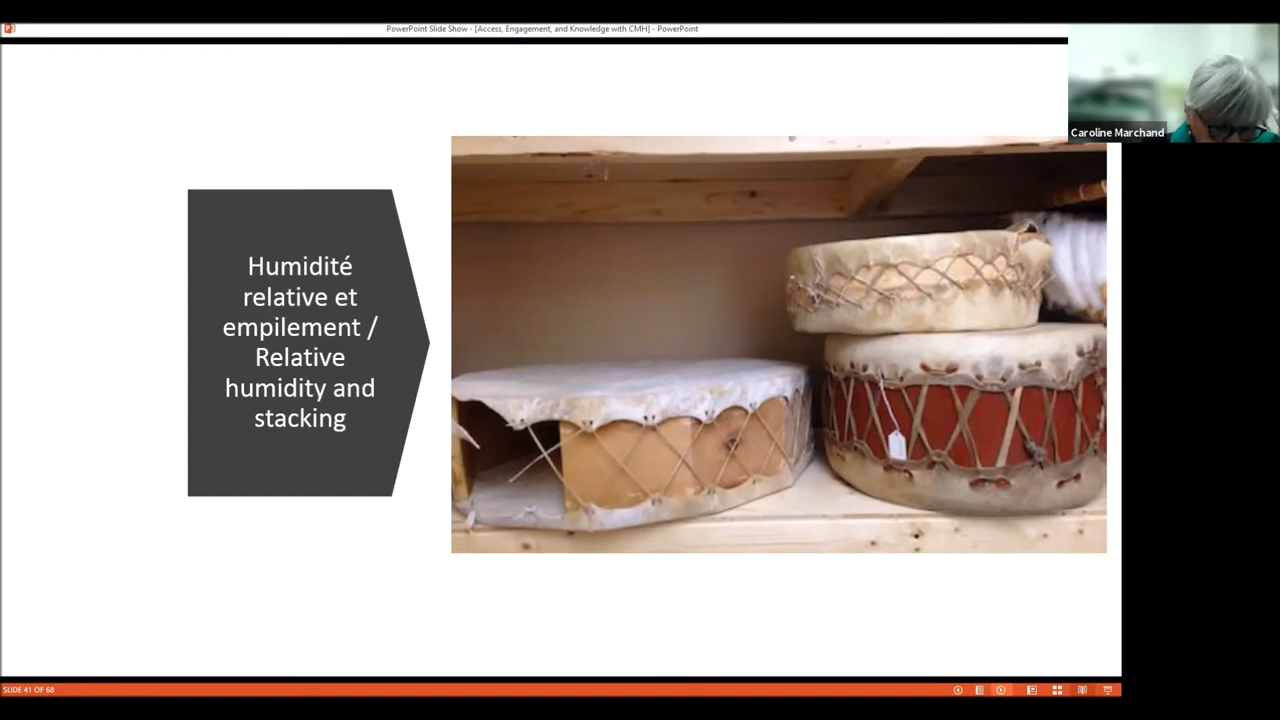 PowerPoint Slide Show - [Access, Engagement, and Knowledge with CMH] - PowerPoint
Caroline Marchand
Humidité
relative et
empilement /
Relative
humidity and
stacking
SLIDE 41 OF 68